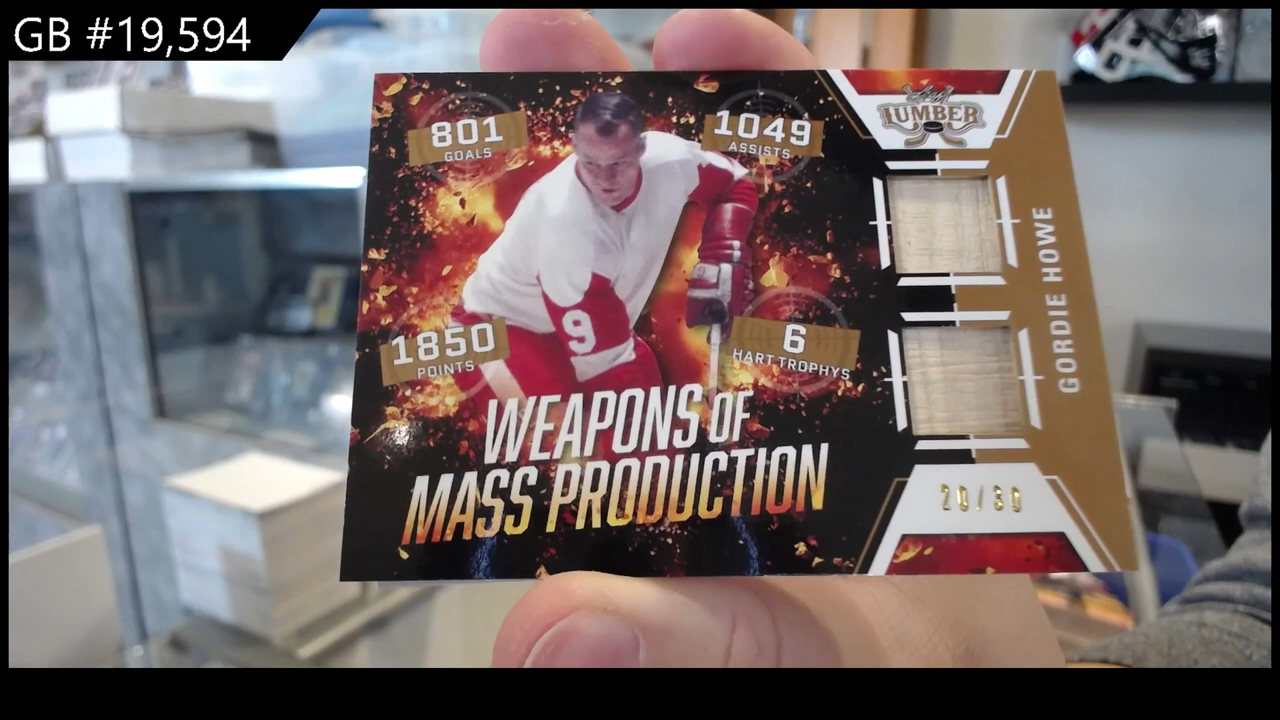 GB #19,594
801
GOALS
1049
ASSISTS
Leaf
LUMBER
1850
POINTS
6
HART TROPHYS
9
WEAPONS OF
MASS PRODUCTION
GORDIE HOWE
20/30